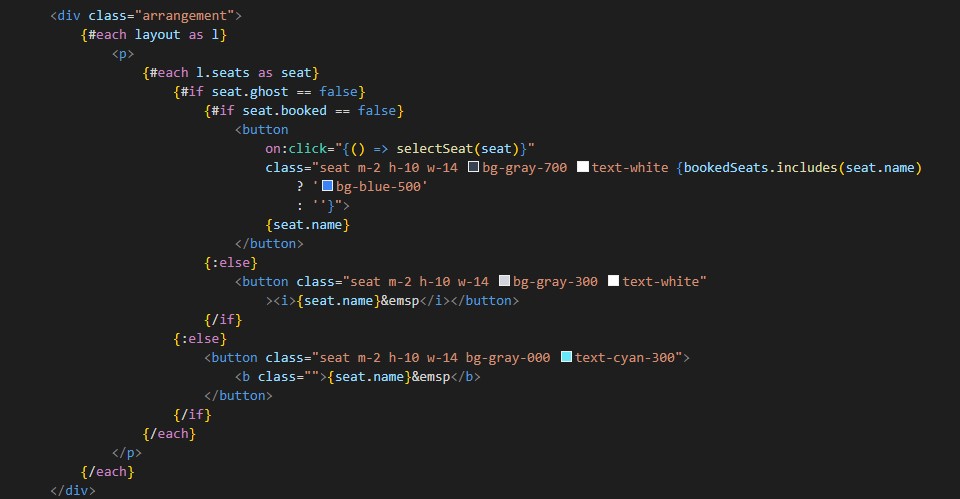 <div class="arrangement">
{#each layout as l}
<p>
{#each l.seats as seat}
{#if seat.ghost == false}
{#if seat.booked == false}
<button
on:click="{() => selectSeat(seat)}"
class="seat m-2 h-10 w-14 bg-gray-700 text-white {bookedSeats.includes(seat.name)
? 'bg-blue-500'
: ''}">
{seat.name}
</button>
{:else}
<button class="seat m-2 h-10 w-14 bg-gray-300 text-white"
><i>{seat.name}&emsp</i></button>
{/if}
{:else}
<button class="seat m-2 h-10 w-14 bg-gray-000 text-cyan-300">
<b class="">{seat.name}&emsp</b>
</button>
{/if}
{/each}
</p>
{/each}
</div>